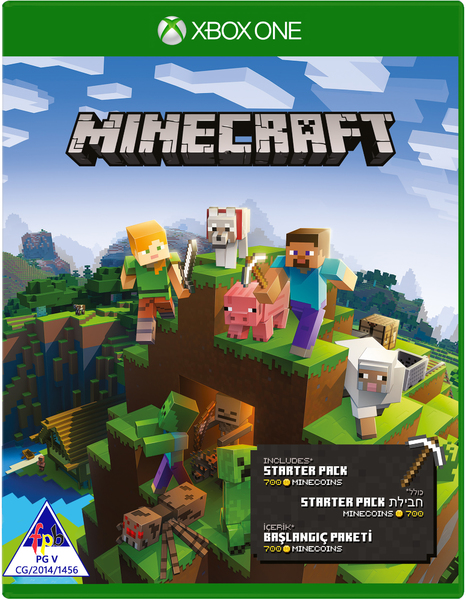 XBOX ONE
MINECRAFT
INCLUDES*
STARTER PACK
700 MINECOINS
כולל*
חבילת STARTER PACK
MINECOINS 700
İÇERİK*
BAŞLANGIÇ PAKETİ
700 MINECOINS
fpb
PG V
CG/2014/1456